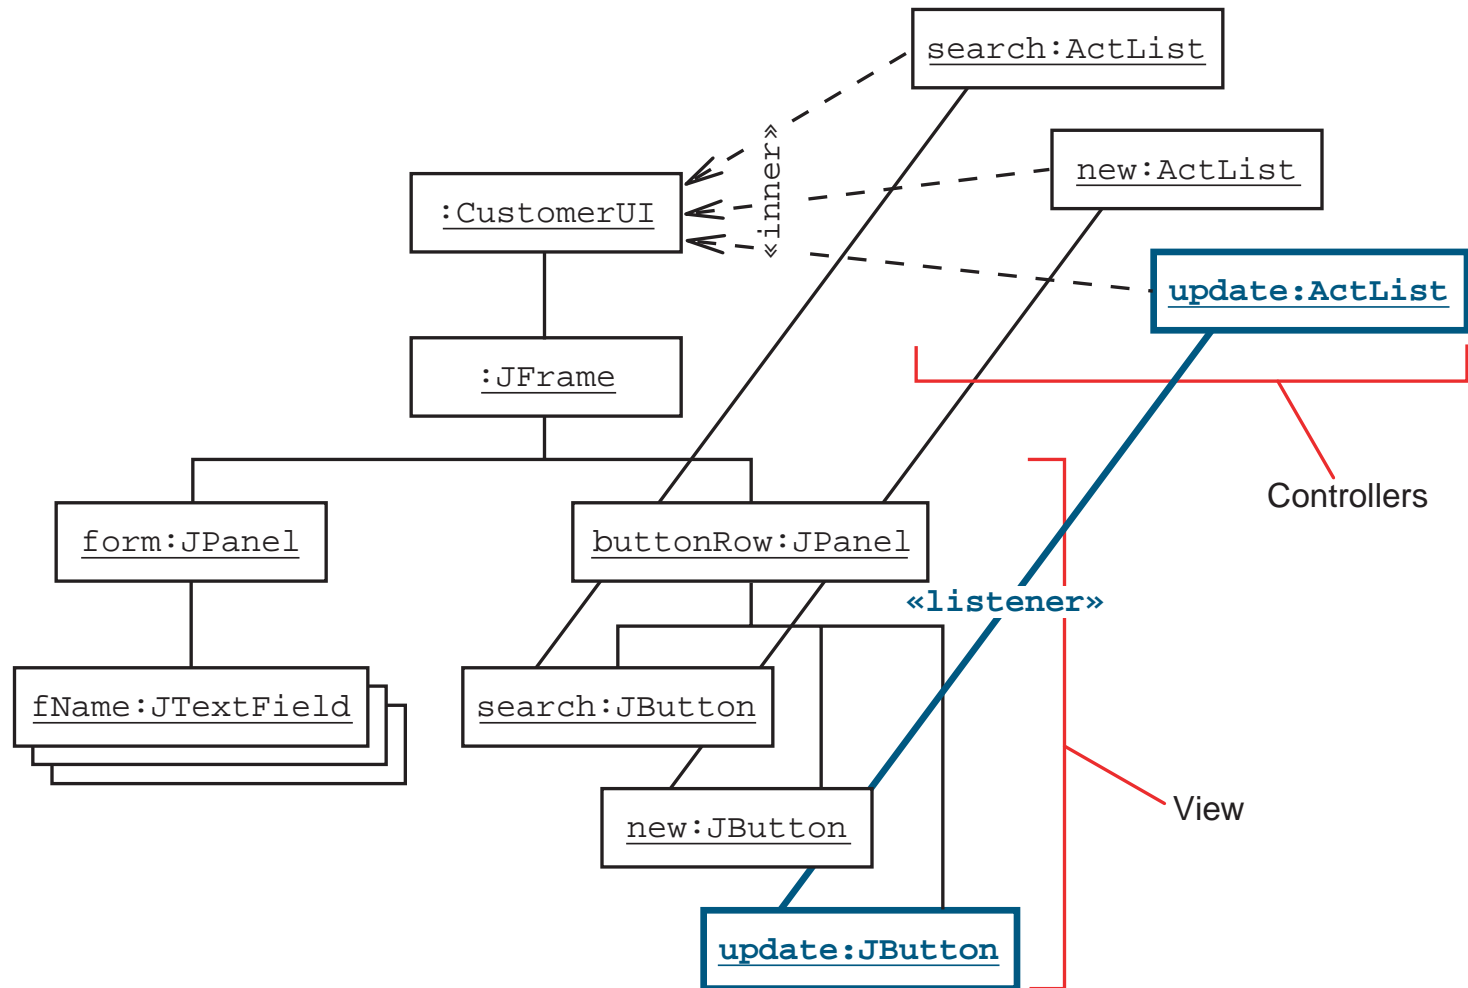 search:ActList
«inner»
new:ActList
:CustomerUI
update:ActList
:JFrame
Controllers
form:JPanel
buttonRow:JPanel
«listener»
fName:JTextField
search:JButton
View
new:JButton
update:JButton